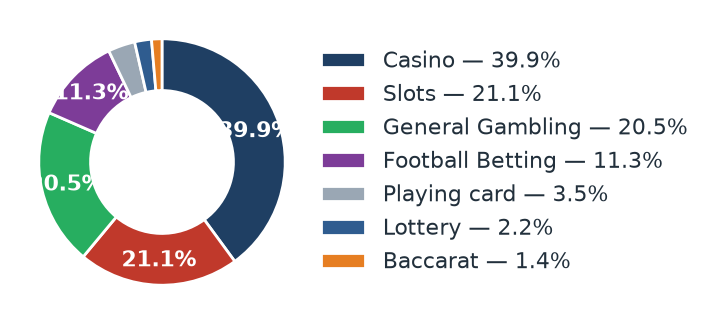 Casino — 39.9%
Slots — 21.1%
General Gambling — 20.5%
Football Betting — 11.3%
Playing card — 3.5%
Lottery — 2.2%
Baccarat — 1.4%
11.3%
39.9%
20.5%
21.1%